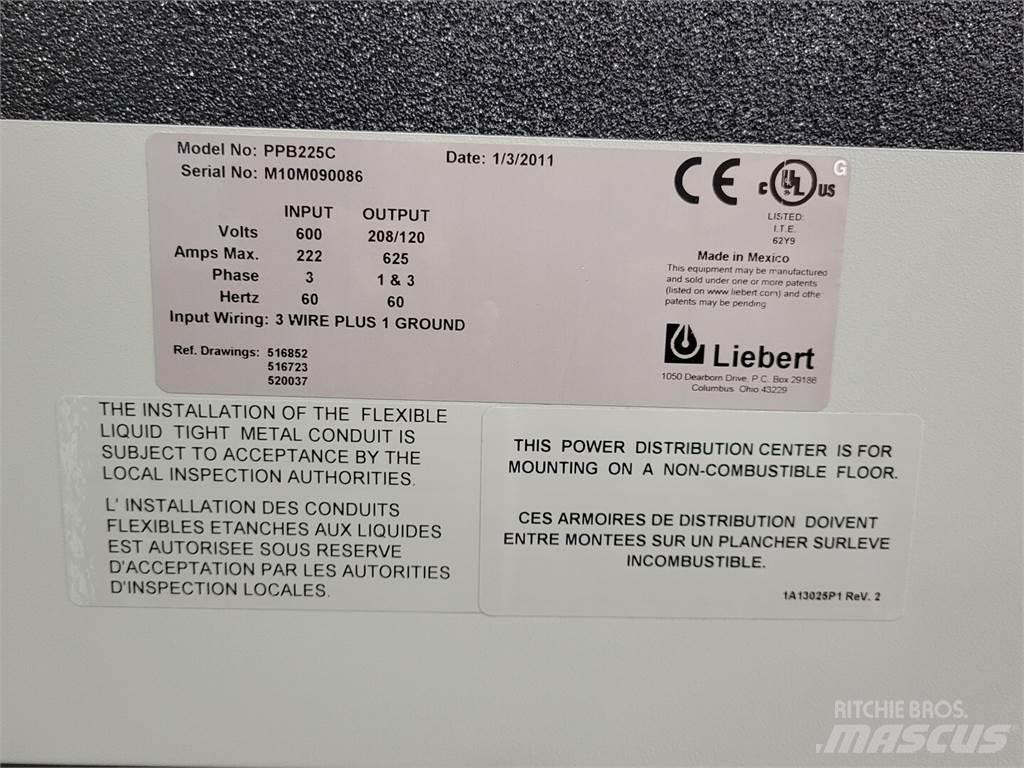 Model No: PPB225C
Date: 1/3/2011
Serial No: M10M090086
INPUT OUTPUT
Volts 600 208/120
Amps Max. 222 625
Phase 3 1 & 3
Hertz 60 60
Input Wiring: 3 WIRE PLUS 1 GROUND
Ref. Drawings: 516852
516723
520037
CE
C UL US
G
LISTED
I.T.E.
62Y9
Made in Mexico
This equipment may be manufactured
and sold under one or more patents
(listed on www.liebert.com) and othe
patents may be pending
Liebert
1050 Dearborn Drive, P.C. Box 29186
Columbus, Ohio 43229
THE INSTALLATION OF THE FLEXIBLE
LIQUID TIGHT METAL CONDUIT IS
SUBJECT TO ACCEPTANCE BY THE
LOCAL INSPECTION AUTHORITIES.
L' INSTALLATION DES CONDUITS
FLEXIBLES ETANCHES AUX LIQUIDES
EST AUTORISEE SOUS RESERVE
D'ACCEPTATION PAR LES AUTORITIES
D'INSPECTION LOCALES.
THIS POWER DISTRIBUTION CENTER IS FOR
MOUNTING ON A NON-COMBUSTIBLE FLOOR.
CES ARMOIRES DE DISTRIBUTION DOIVENT
ENTRE MONTEES SUR UN PLANCHER SURLEVE
INCOMBUSTIBLE.
1A13025P1 ReV. 2
RITCHIE BROS.
MASCUS